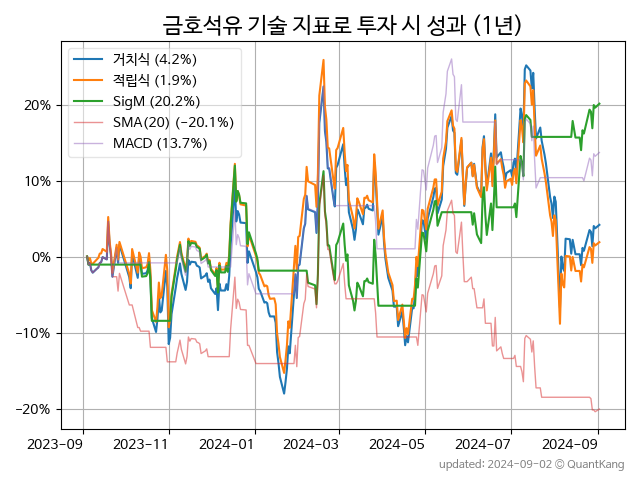 금호석유 기술 지표로 투자 시 성과 (1년)
거치식 (4.2%)
적립식 (1.9%)
SigM (20.2%)
SMA(20) (−20.1%)
MACD (13.7%)
20%
10%
0%
−10%
−20%
2023-09 2023-11 2024-01 2024-03 2024-05 2024-07 2024-09
updated: 2024-09-02 © QuantKang